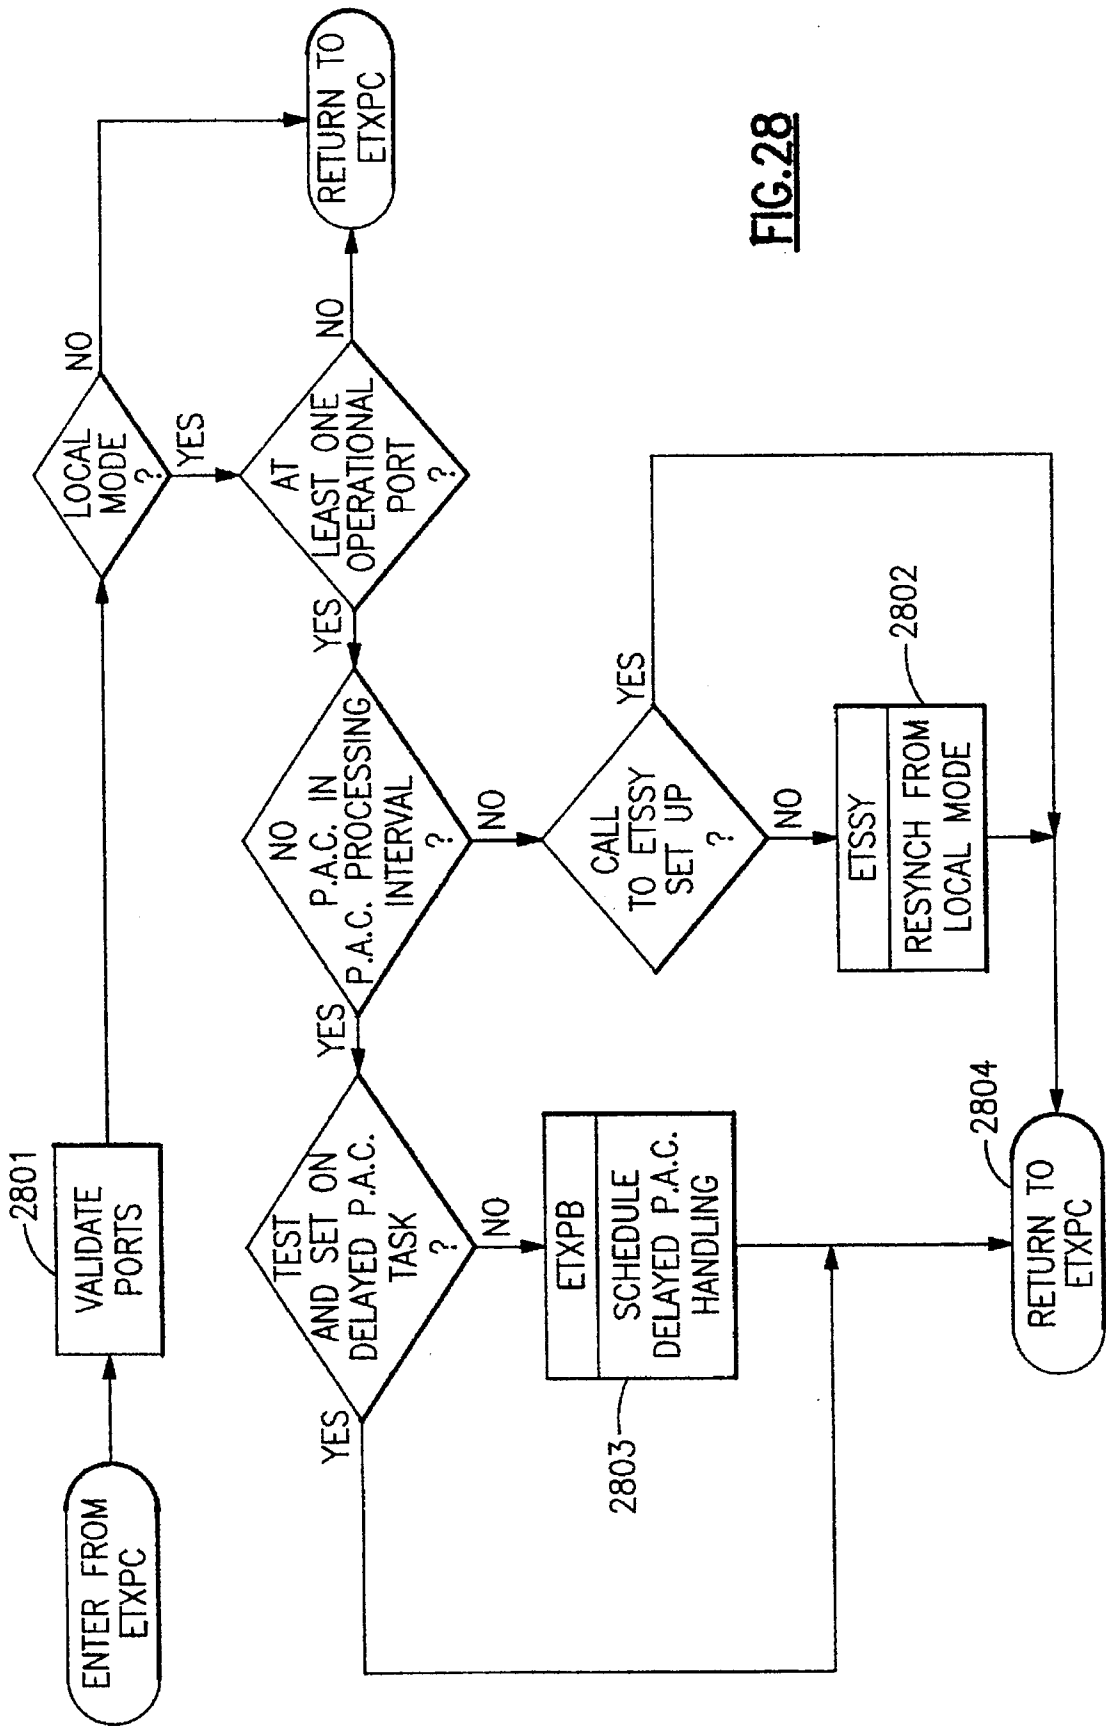 ENTER FROM
ETXPC
2801
VALIDATE
PORTS
LOCAL
MODE
?
NO
YES
RETURN TO
ETXPC
AT
LEAST ONE
OPERATIONAL
PORT
?
NO
YES
NO
P.A.C. IN
P.A.C. PROCESSING
INTERVAL
?
YES
NO
TEST
AND SET ON
DELAYED P.A.C.
TASK
?
YES
NO
CALL
TO ETSSY
SET UP
?
YES
NO
ETXPB
SCHEDULE
DELAYED P.A.C.
HANDLING
2803
ETSSY
RESYNCH FROM
LOCAL MODE
2802
2804
RETURN TO
ETXPC
FIG.28